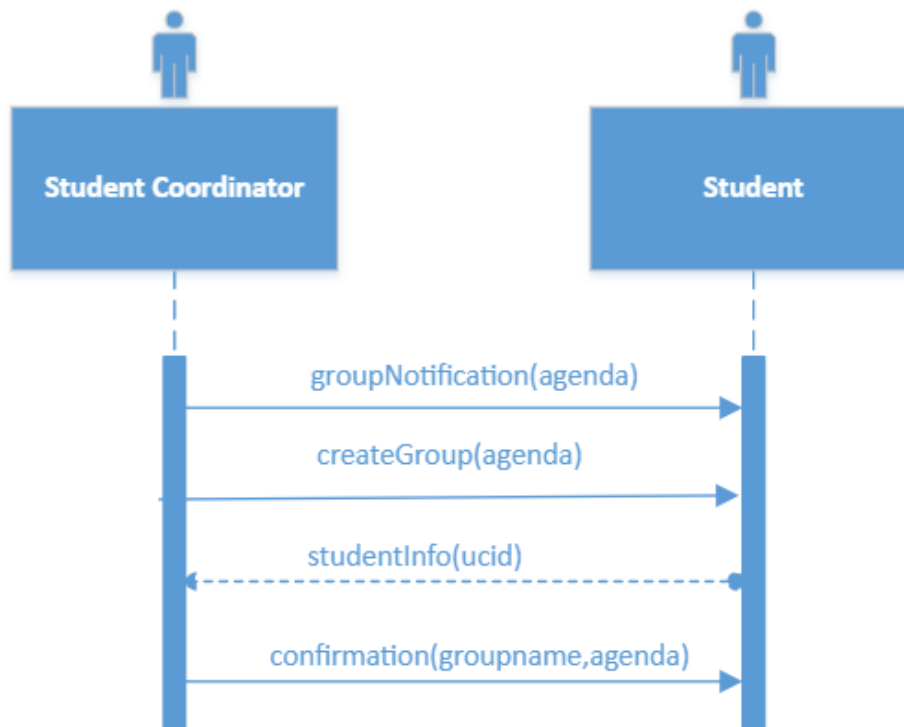 Student Coordinator
Student
groupNotification(agenda)
createGroup(agenda)
studentInfo(ucid)
confirmation(groupname,agenda)